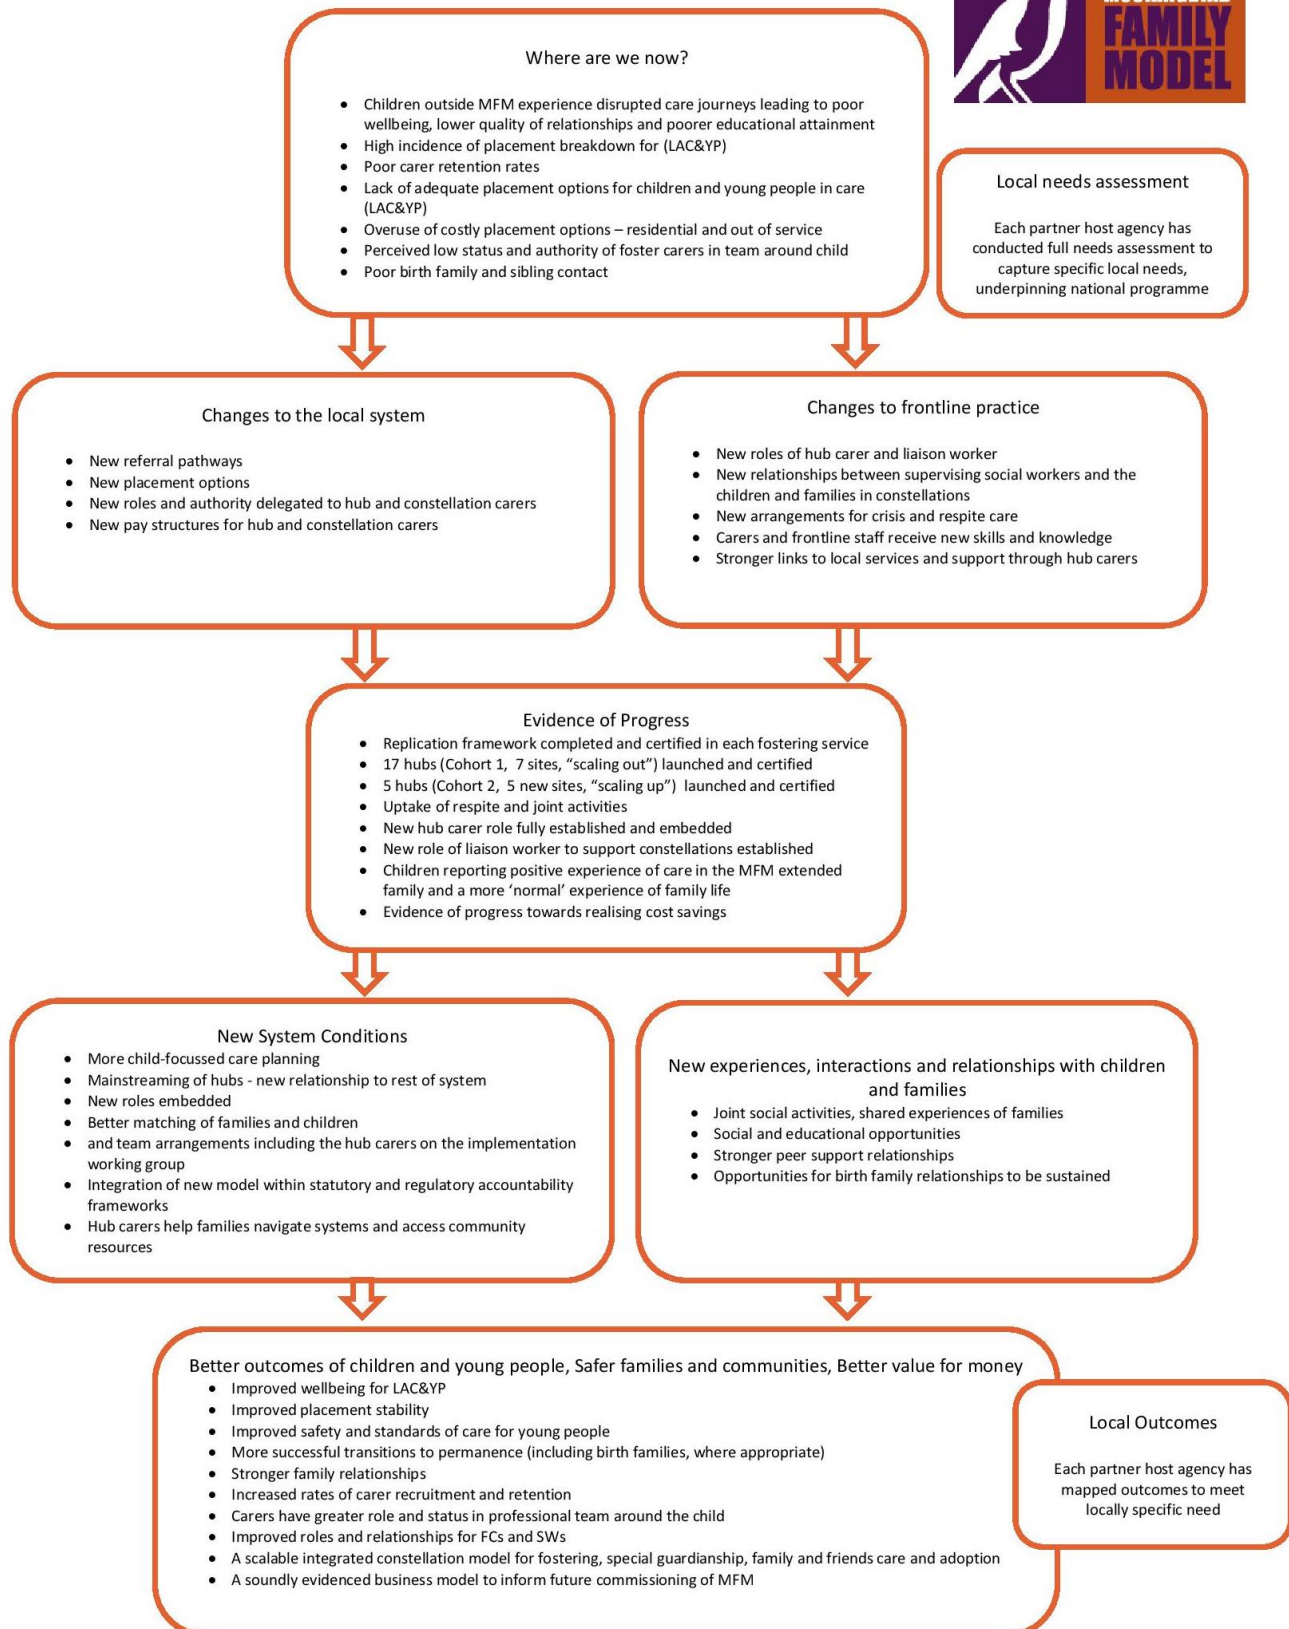 FAMILY
MODEL
Where are we now?
• Children outside MFM experience disrupted care journeys leading to poor
wellbeing, lower quality of relationships and poorer educational attainment
• High incidence of placement breakdown for (LAC&YP)
• Poor carer retention rates
• Lack of adequate placement options for children and young people in care
(LAC&YP)
• Overuse of costly placement options – residential and out of service
• Perceived low status and authority of foster carers in team around child
• Poor birth family and sibling contact
Local needs assessment
Each partner host agency has
conducted full needs assessment to
capture specific local needs,
underpinning national programme
Changes to the local system
• New referral pathways
• New placement options
• New roles and authority delegated to hub and constellation carers
• New pay structures for hub and constellation carers
Changes to frontline practice
• New roles of hub carer and liaison worker
• New relationships between supervising social workers and the
children and families in constellations
• New arrangements for crisis and respite care
• Carers and frontline staff receive new skills and knowledge
• Stronger links to local services and support through hub carers
Evidence of Progress
• Replication framework completed and certified in each fostering service
• 17 hubs (Cohort 1, 7 sites, “scaling out”) launched and certified
• 5 hubs (Cohort 2, 5 new sites, “scaling up”) launched and certified
• Uptake of respite and joint activities
• New hub carer role fully established and embedded
• New role of liaison worker to support constellations established
• Children reporting positive experience of care in the MFM extended
family and a more ‘normal’ experience of family life
• Evidence of progress towards realising cost savings
New System Conditions
• More child-focussed care planning
• Mainstreaming of hubs - new relationship to rest of system
• New roles embedded
• Better matching of families and children
• and team arrangements including the hub carers on the implementation
working group
• Integration of new model within statutory and regulatory accountability
frameworks
• Hub carers help families navigate systems and access community
resources
New experiences, interactions and relationships with children
and families
• Joint social activities, shared experiences of families
• Social and educational opportunities
• Stronger peer support relationships
• Opportunities for birth family relationships to be sustained
Better outcomes of children and young people, Safer families and communities, Better value for money
• Improved wellbeing for LAC&YP
• Improved placement stability
• Improved safety and standards of care for young people
• More successful transitions to permanence (including birth families, where appropriate)
• Stronger family relationships
• Increased rates of carer recruitment and retention
• Carers have greater role and status in professional team around the child
• Improved roles and relationships for FCs and SWs
• A scalable integrated constellation model for fostering, special guardianship, family and friends care and adoption
• A soundly evidenced business model to inform future commissioning of MFM
Local Outcomes
Each partner host agency has
mapped outcomes to meet
locally specific need